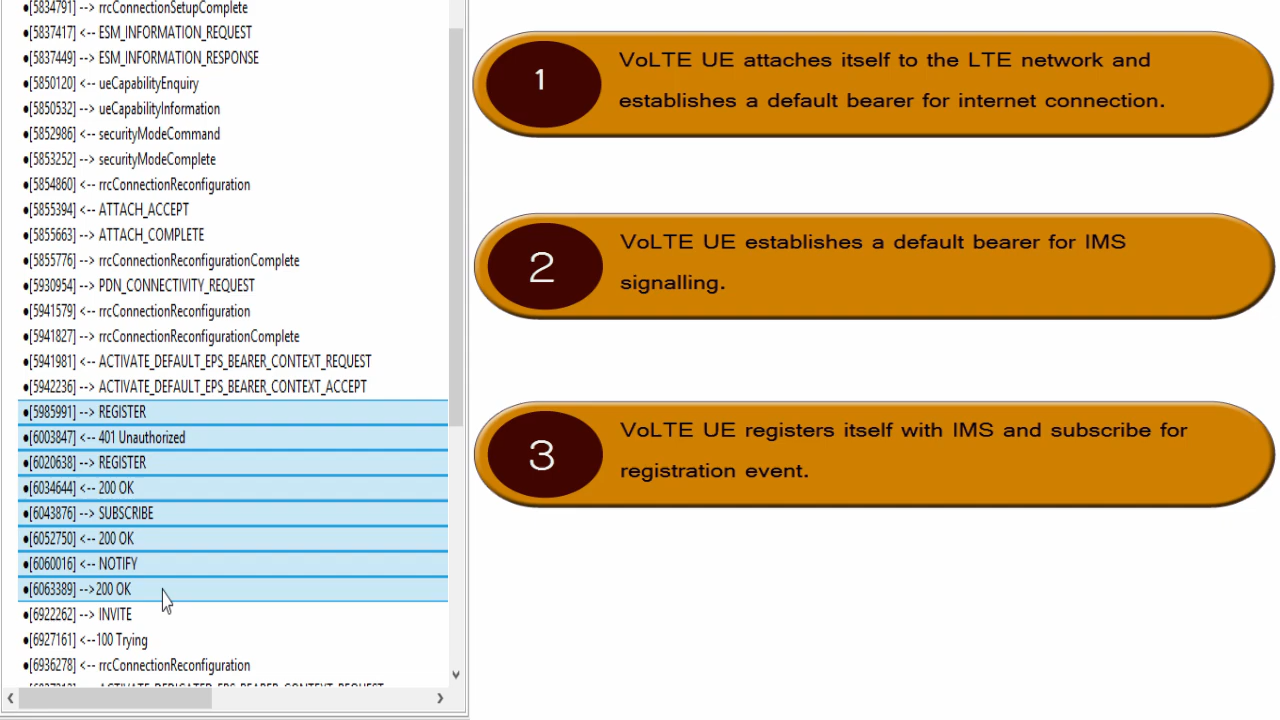 ●[5834791] --> rrcConnectionSetupComplete
●[5837417] <-- ESM_INFORMATION_REQUEST
●[5837449] --> ESM_INFORMATION_RESPONSE
●[5850120] <-- ueCapabilityEnquiry
●[5850532] --> ueCapabilityInformation
●[5852986] <-- securityModeCommand
●[5853252] --> securityModeComplete
●[5854860] <-- rrcConnectionReconfiguration
●[5855394] <-- ATTACH_ACCEPT
●[5855663] --> ATTACH_COMPLETE
●[5855776] --> rrcConnectionReconfigurationComplete
●[5930954] --> PDN_CONNECTIVITY_REQUEST
●[5941579] <-- rrcConnectionReconfiguration
●[5941827] --> rrcConnectionReconfigurationComplete
●[5941981] <-- ACTIVATE_DEFAULT_EPS_BEARER_CONTEXT_REQUEST
●[5942236] --> ACTIVATE_DEFAULT_EPS_BEARER_CONTEXT_ACCEPT
●[5985991] --> REGISTER
●[6003847] <-- 401 Unauthorized
●[6020638] --> REGISTER
●[6034644] <-- 200 OK
●[6043876] --> SUBSCRIBE
●[6052750] <-- 200 OK
●[6060016] <-- NOTIFY
●[6063389] -->200 OK
●[6922262] --> INVITE
●[6927161] <--100 Trying
●[6936278] <-- rrcConnectionReconfiguration
<-- ACTIVATE_DEDICATED_EPS_BEARER_CONTEXT_REQUEST
1
VoLTE UE attaches itself to the LTE network and
establishes a default bearer for internet connection.
2
VoLTE UE establishes a default bearer for IMS
signalling.
3
VoLTE UE registers itself with IMS and subscribe for
registration event.